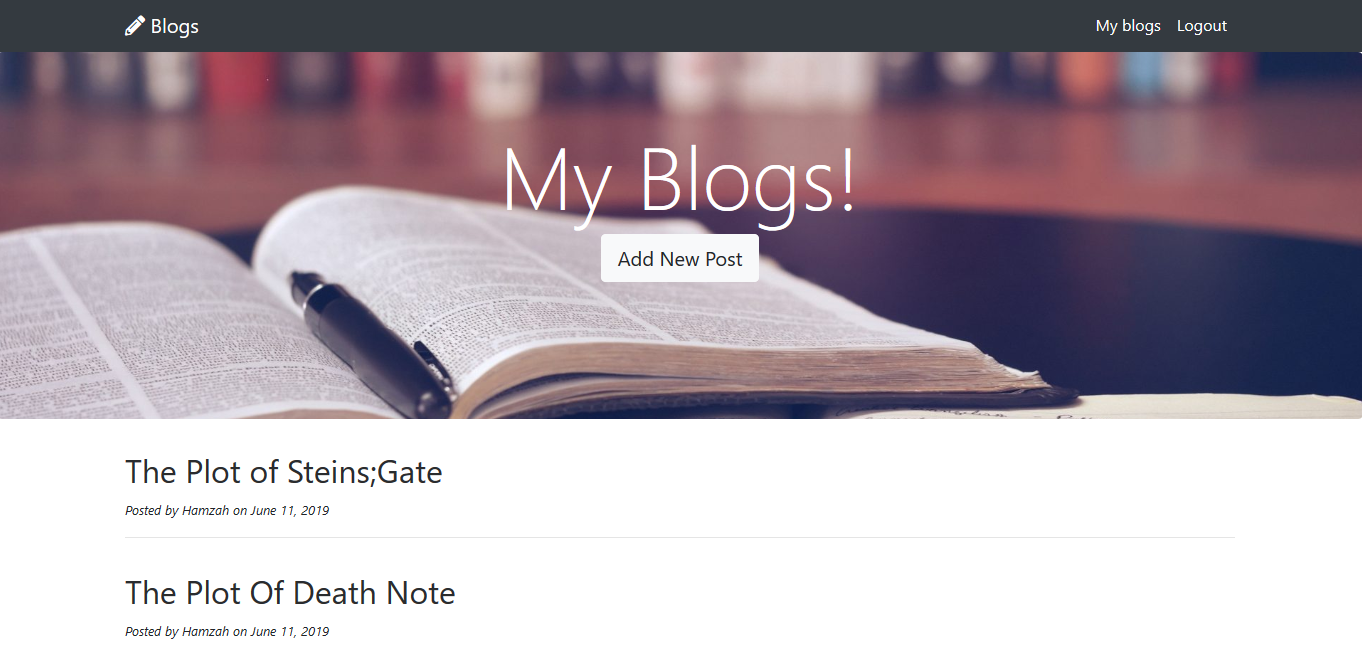 Blogs
My blogs
Logout
My Blogs!
Add New Post
The Plot of Steins;Gate
Posted by Hamzah on June 11, 2019
The Plot Of Death Note
Posted by Hamzah on June 11, 2019